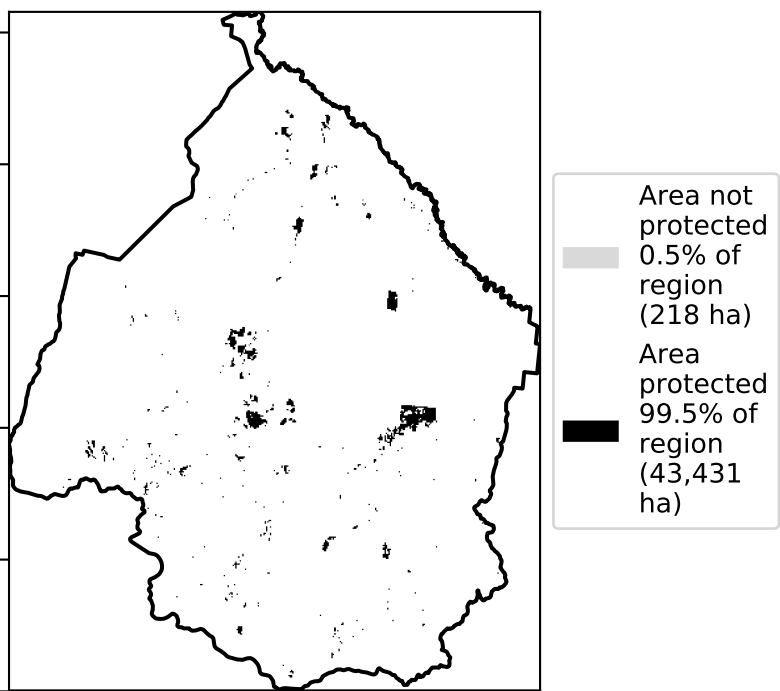 Area not
protected
0.5% of
region
(218 ha)
Area
protected
99.5% of
region
(43,431
ha)